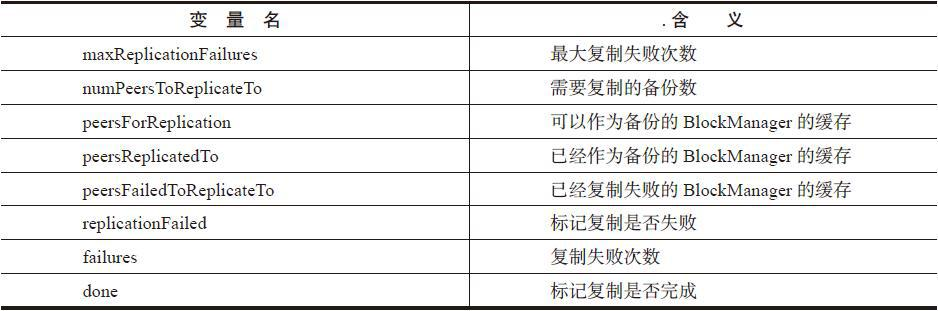 变 量 名 .含 义
maxReplicationFailures 最大复制失败次数
numPeersToReplicateTo 需要复制的备份数
peersForReplication 可以作为备份的 BlockManager 的缓存
peersReplicatedTo 已经作为备份的 BlockManager 的缓存
peersFailedToReplicateTo 已经复制失败的 BlockManager 的缓存
replicationFailed 标记复制是否失败
failures 复制失败次数
done 标记复制是否完成